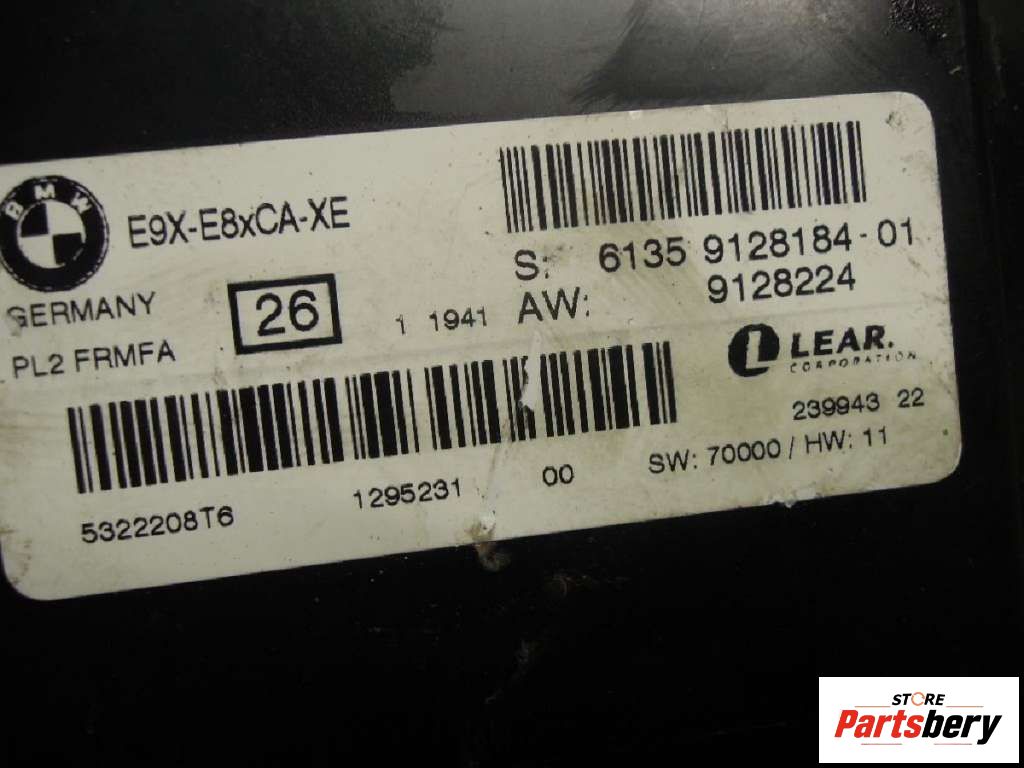 BMW
E9X-E8xCA-XE
S: 6135 9128184-01
AW: 9128224
GERMANY
26
1 1941
PL2 FRMFA
LEAR.
CORPORATION
239943 22
SW: 70000 / HW: 11
5322208T6
1295231
00
STORE
Partsbery